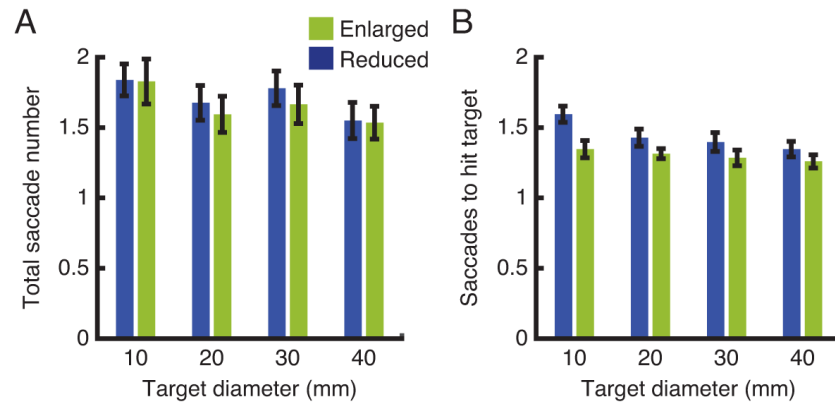 A
Enlarged
Reduced
Total saccade number
2
1.5
1
0.5
0
10 20 30 40
Target diameter (mm)
B
Saccades to hit target
2
1.5
1
0.5
0
10 20 30 40
Target diameter (mm)